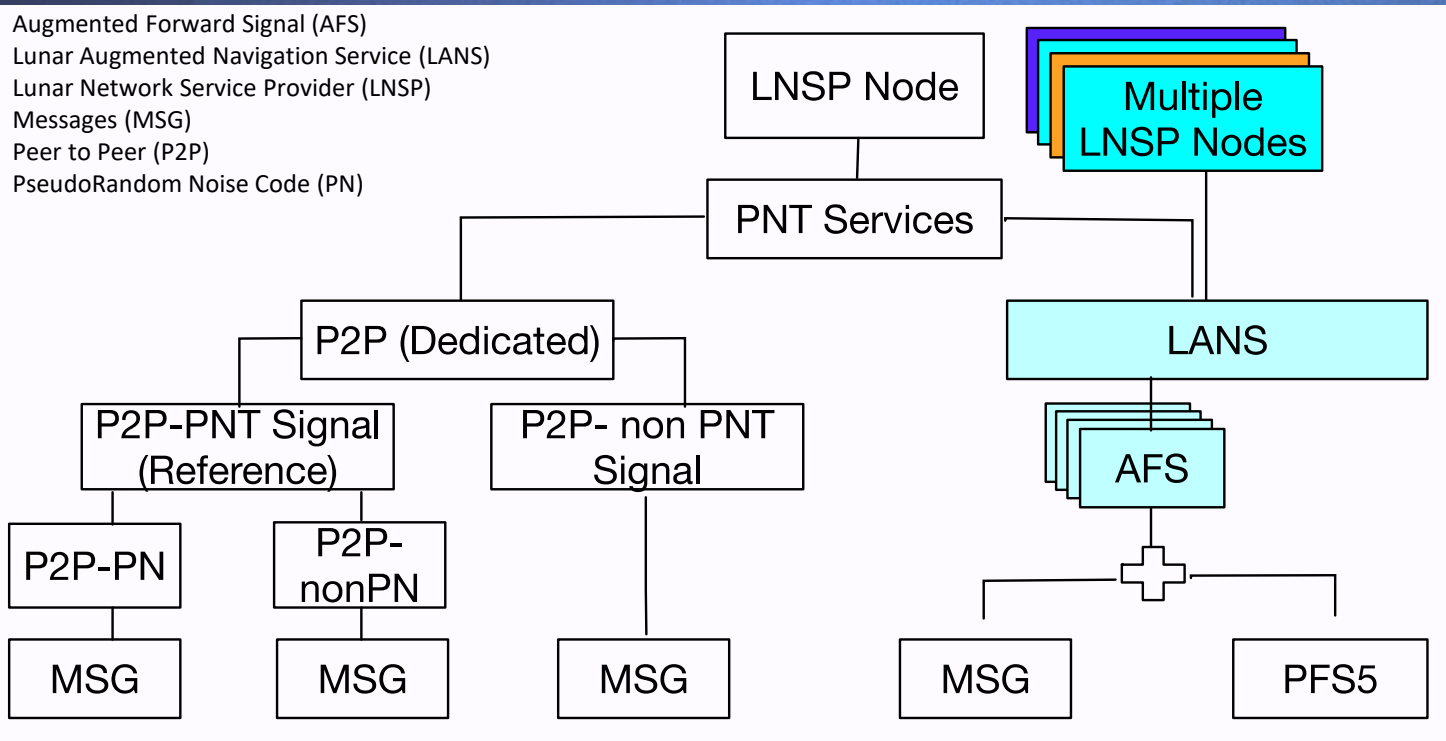 Augmented Forward Signal (AFS)
Lunar Augmented Navigation Service (LANS)
Lunar Network Service Provider (LNSP)
Messages (MSG)
Peer to Peer (P2P)
PseudoRandom Noise Code (PN)
LNSP Node
Multiple
LNSP Nodes
PNT Services
P2P (Dedicated)
LANS
P2P-PNT Signal
(Reference)
P2P- non PNT
Signal
AFS
P2P-PN
P2P-
nonPN
MSG
MSG
MSG
MSG
PFS5